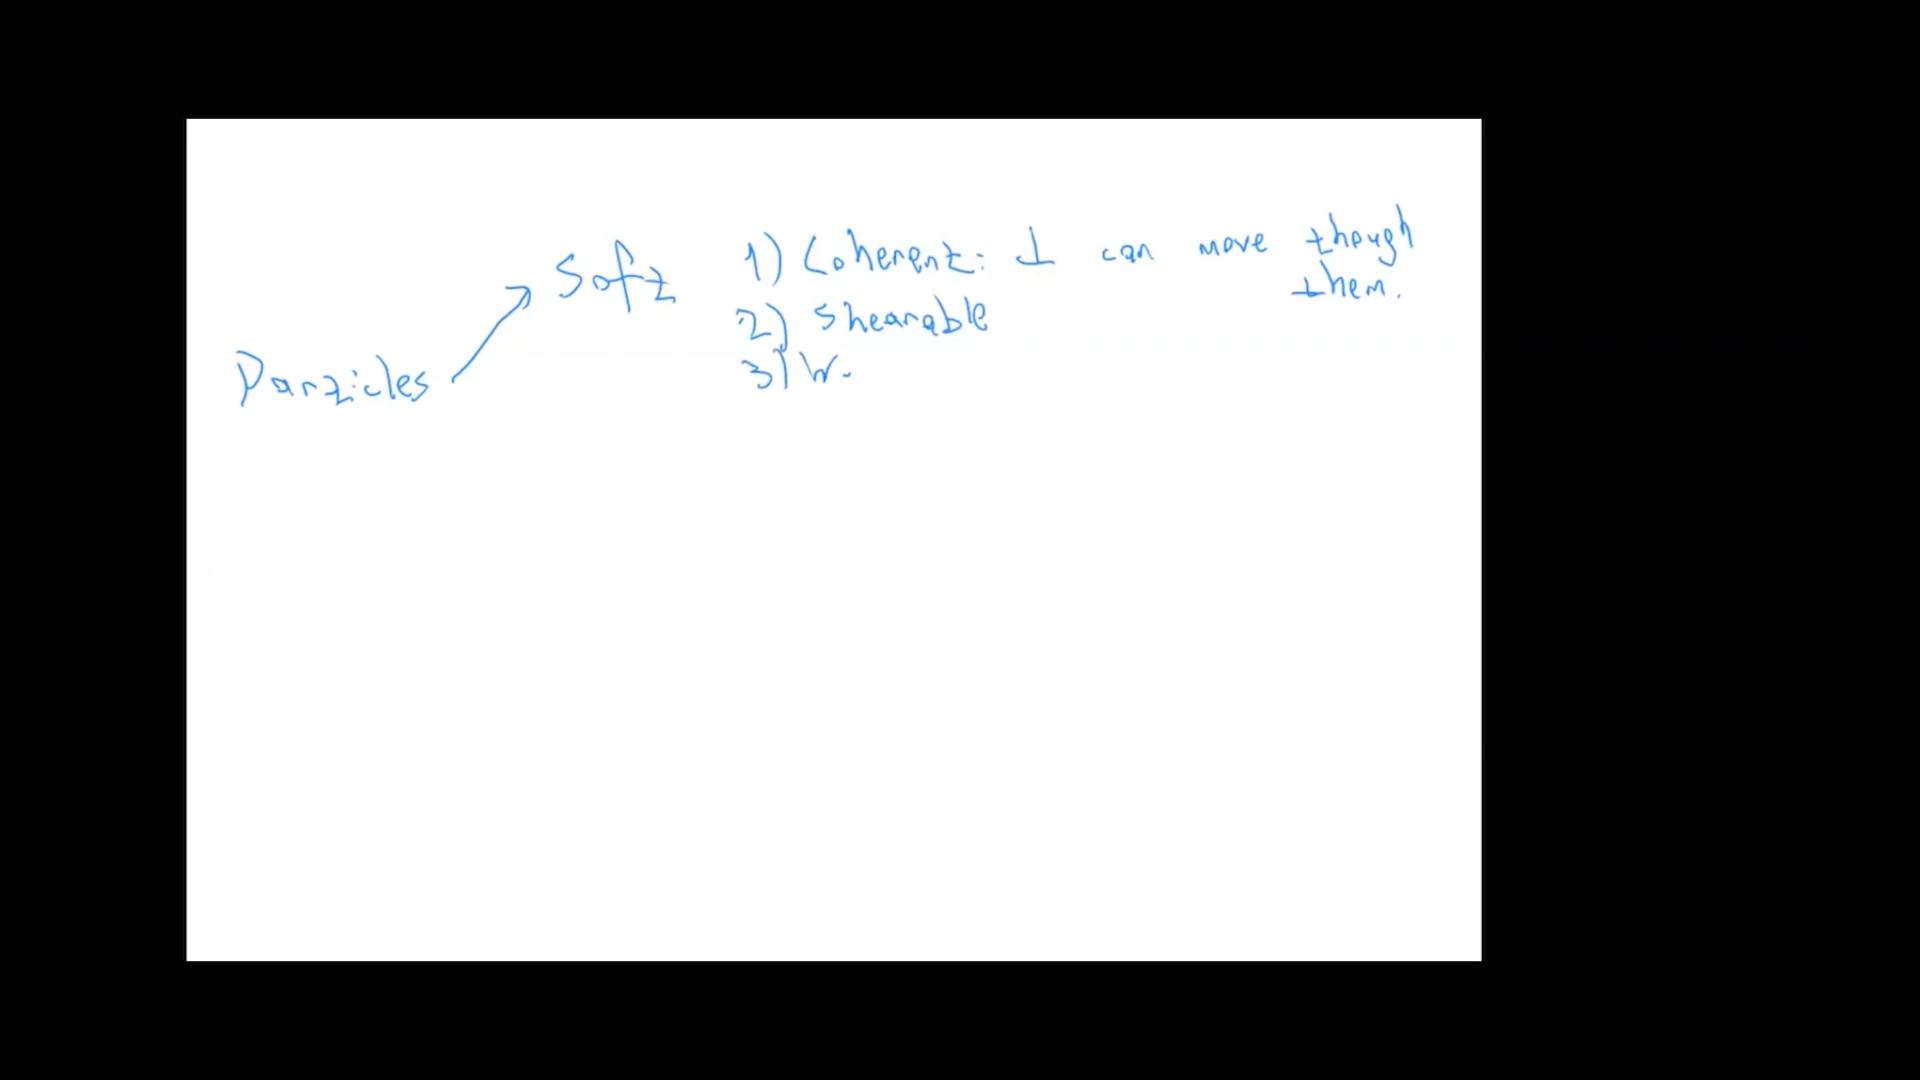 Soft 1) Coherent: ⊥ can move though them.
2) Shearable
Particles
3) W.